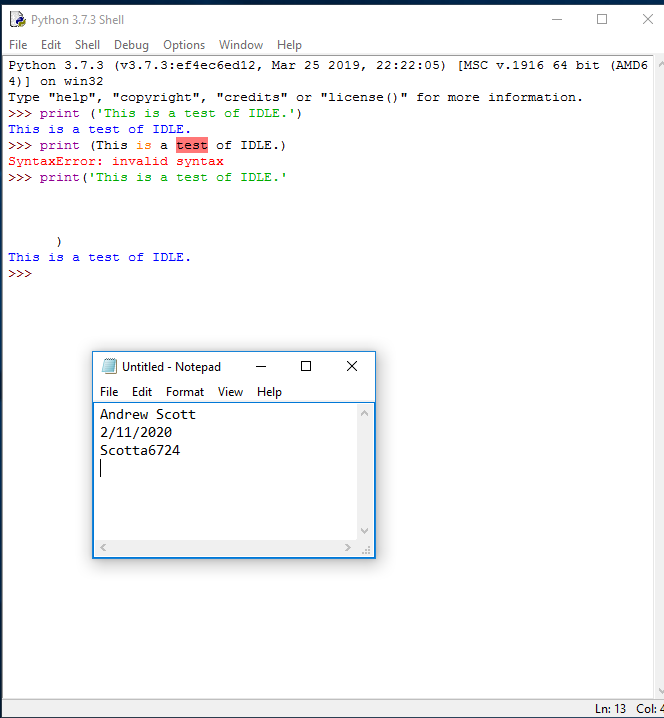 Python 3.7.3 Shell
File Edit Shell Debug Options Window Help
Python 3.7.3 (v3.7.3:ef4ec6ed12, Mar 25 2019, 22:22:05) [MSC v.1916 64 bit (AMD6
4)] on win32
Type "help", "copyright", "credits" or "license()" for more information.
>>> print ('This is a test of IDLE.')
This is a test of IDLE.
>>> print (This is a test of IDLE.)
SyntaxError: invalid syntax
>>> print('This is a test of IDLE.'
)
This is a test of IDLE.
>>>
Untitled - Notepad
File Edit Format View Help
Andrew Scott
2/11/2020
Scotta6724
Ln: 13 Col: 4